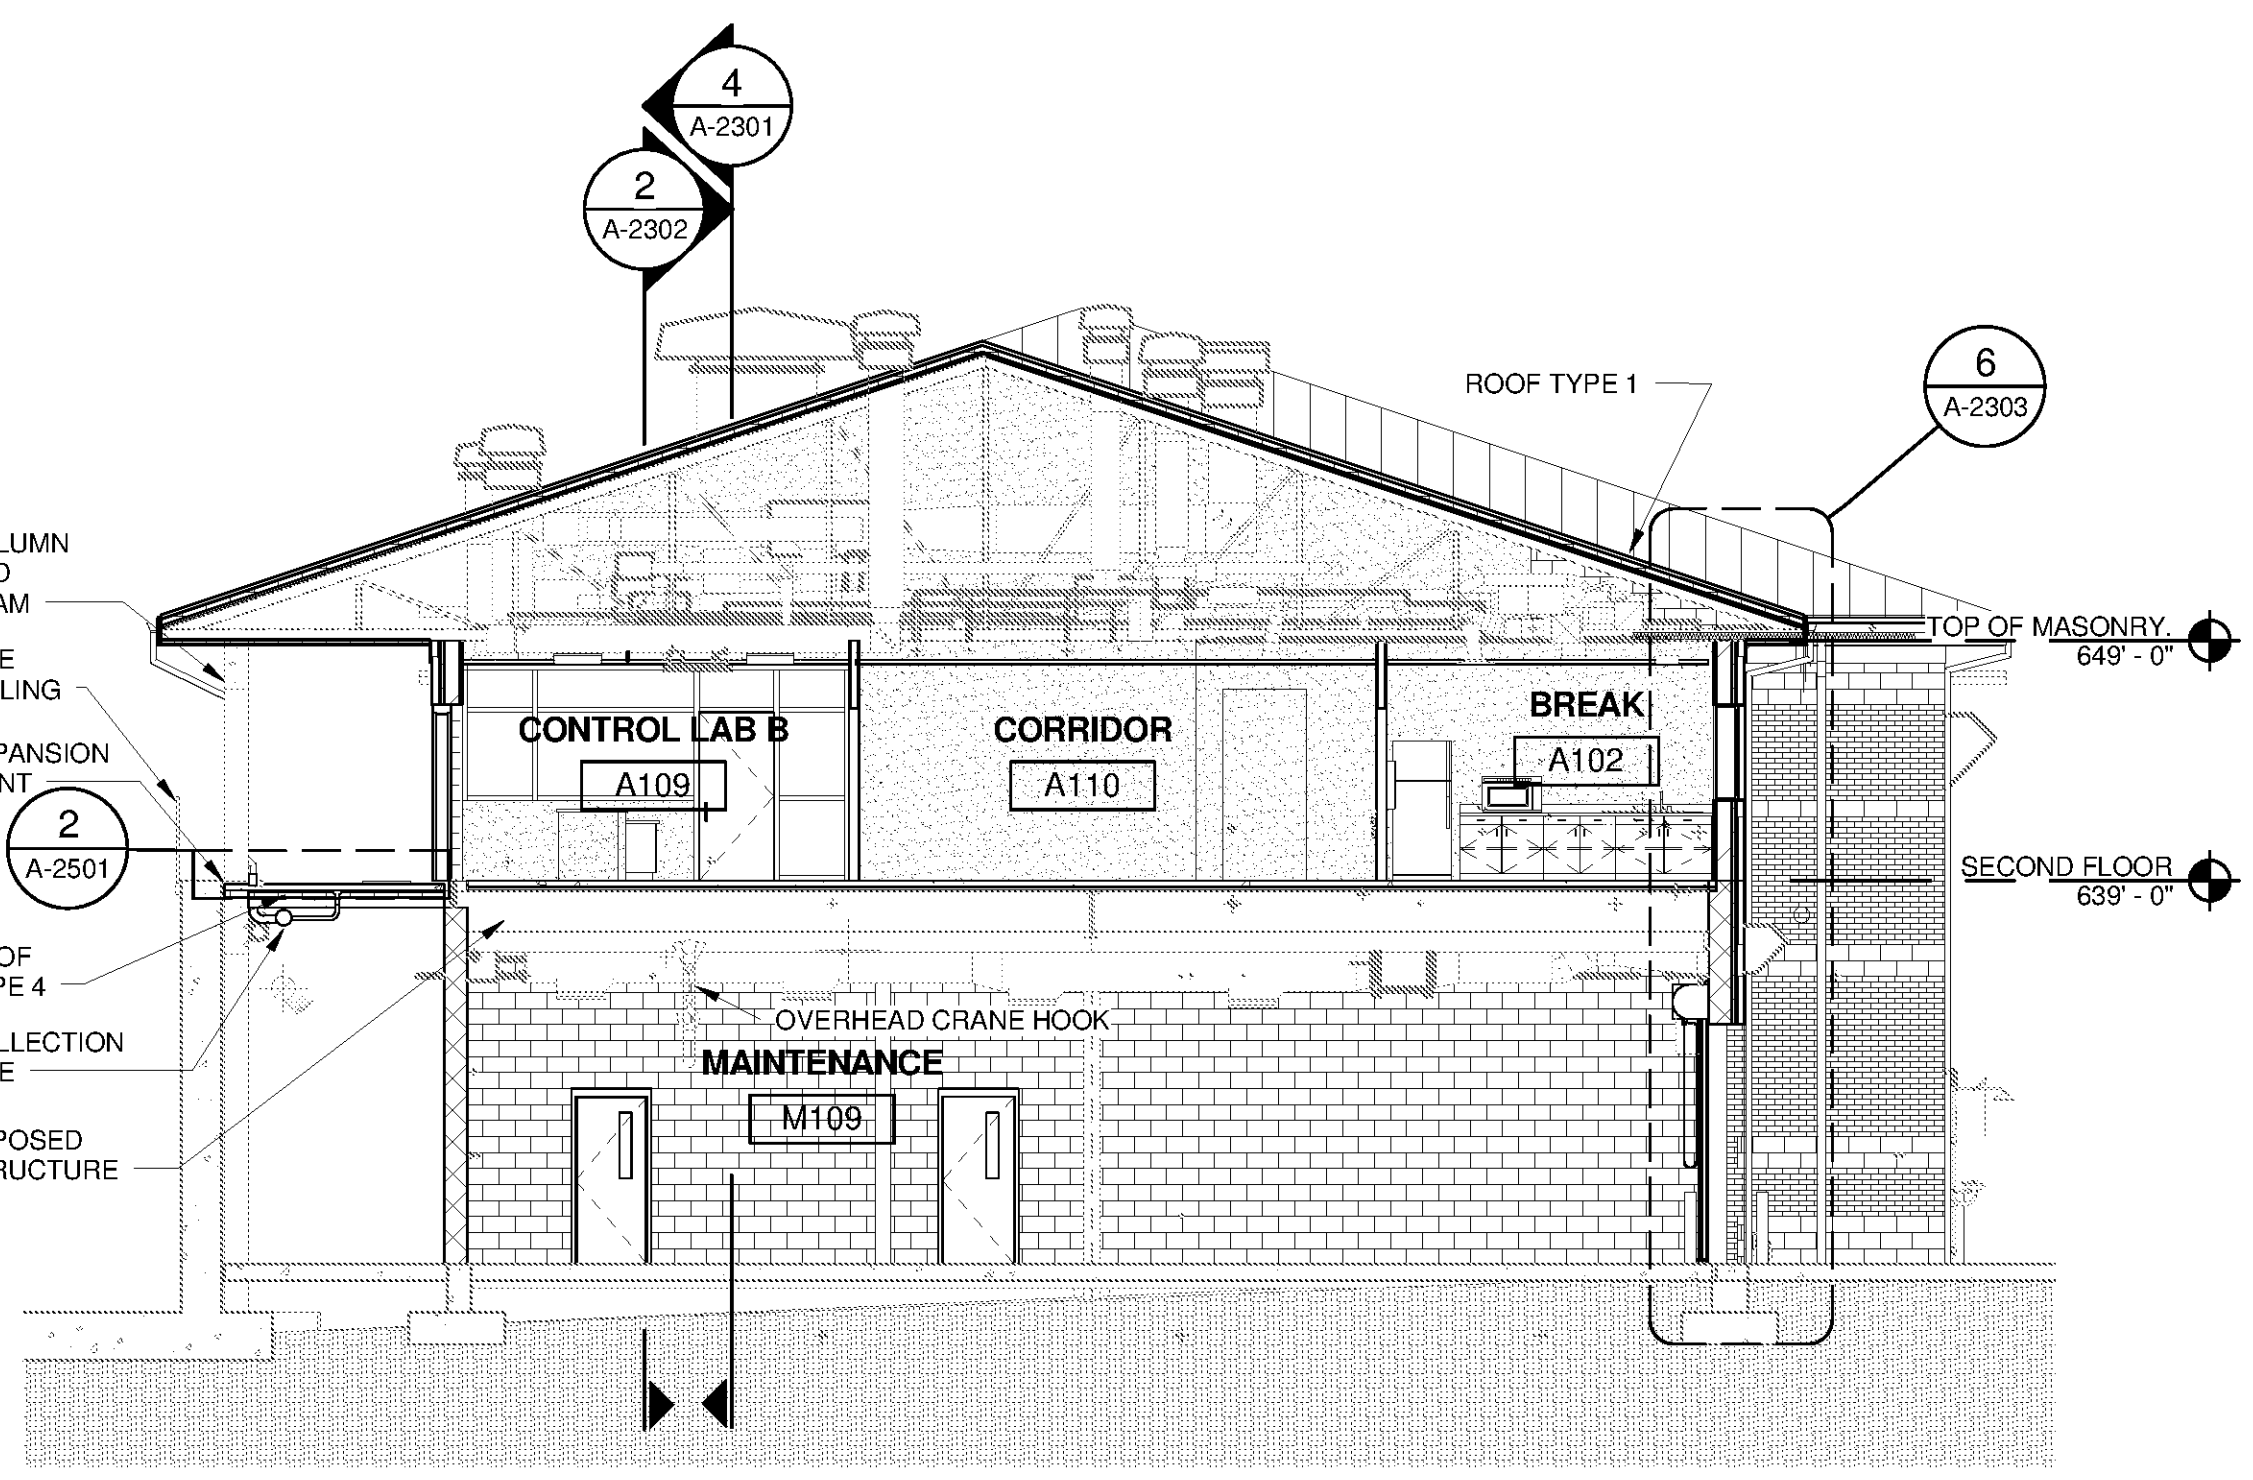 4
A-2301
2
A-2302
6
A-2303
ROOF TYPE 1
LUMN
AM
E
LING
PANSION
NT
2
A-2501
TOP OF MASONRY.
649' - 0"
CONTROL LAB B
A109
CORRIDOR
A110
BREAK
A102
SECOND FLOOR
639' - 0"
OF
PE 4
LLECTION
E
POSED
RUCTURE
OVERHEAD CRANE HOOK
MAINTENANCE
M109